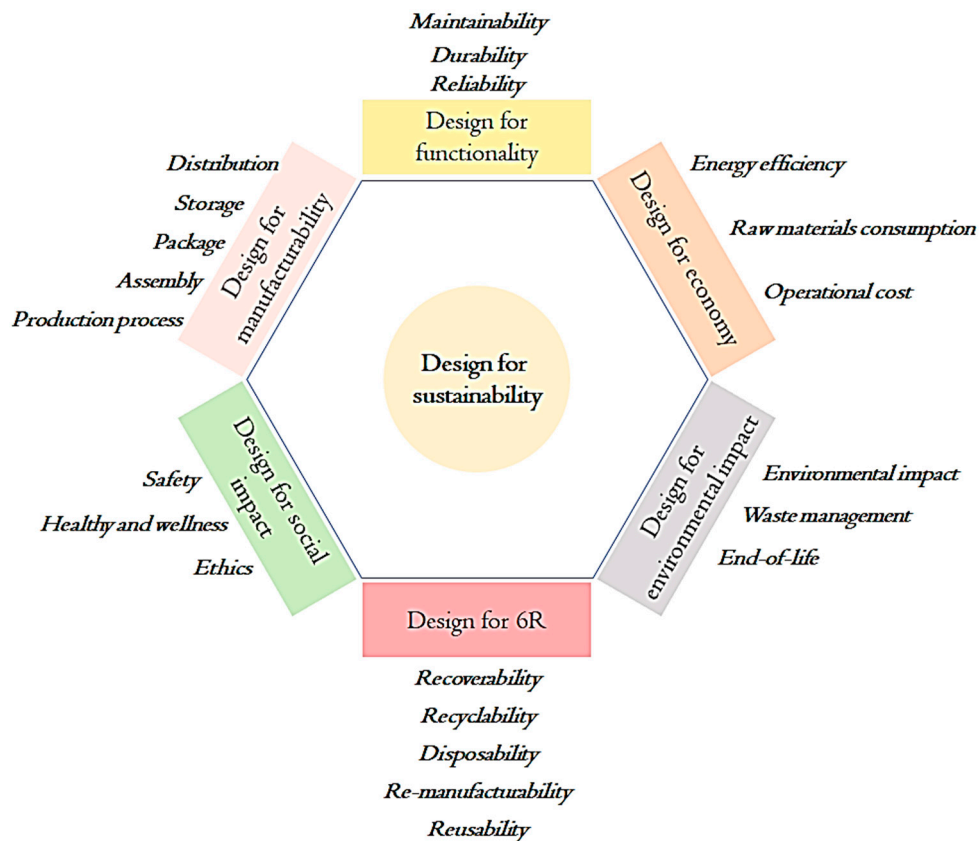 Maintainability
Durability
Reliability
Design for
functionality
Distribution
Storage
Package
Assembly
Production process
Design for
manufacturability
Energy efficiency
Raw materials consumption
Operational cost
Design for economy
Design for
sustainability
Safety
Healthy and wellness
Ethics
Design for social
impact
Design for
environmental impact
Environmental impact
Waste management
End-of-life
Design for 6R
Recoverability
Recyclability
Disposability
Re-manufacturability
Reusability